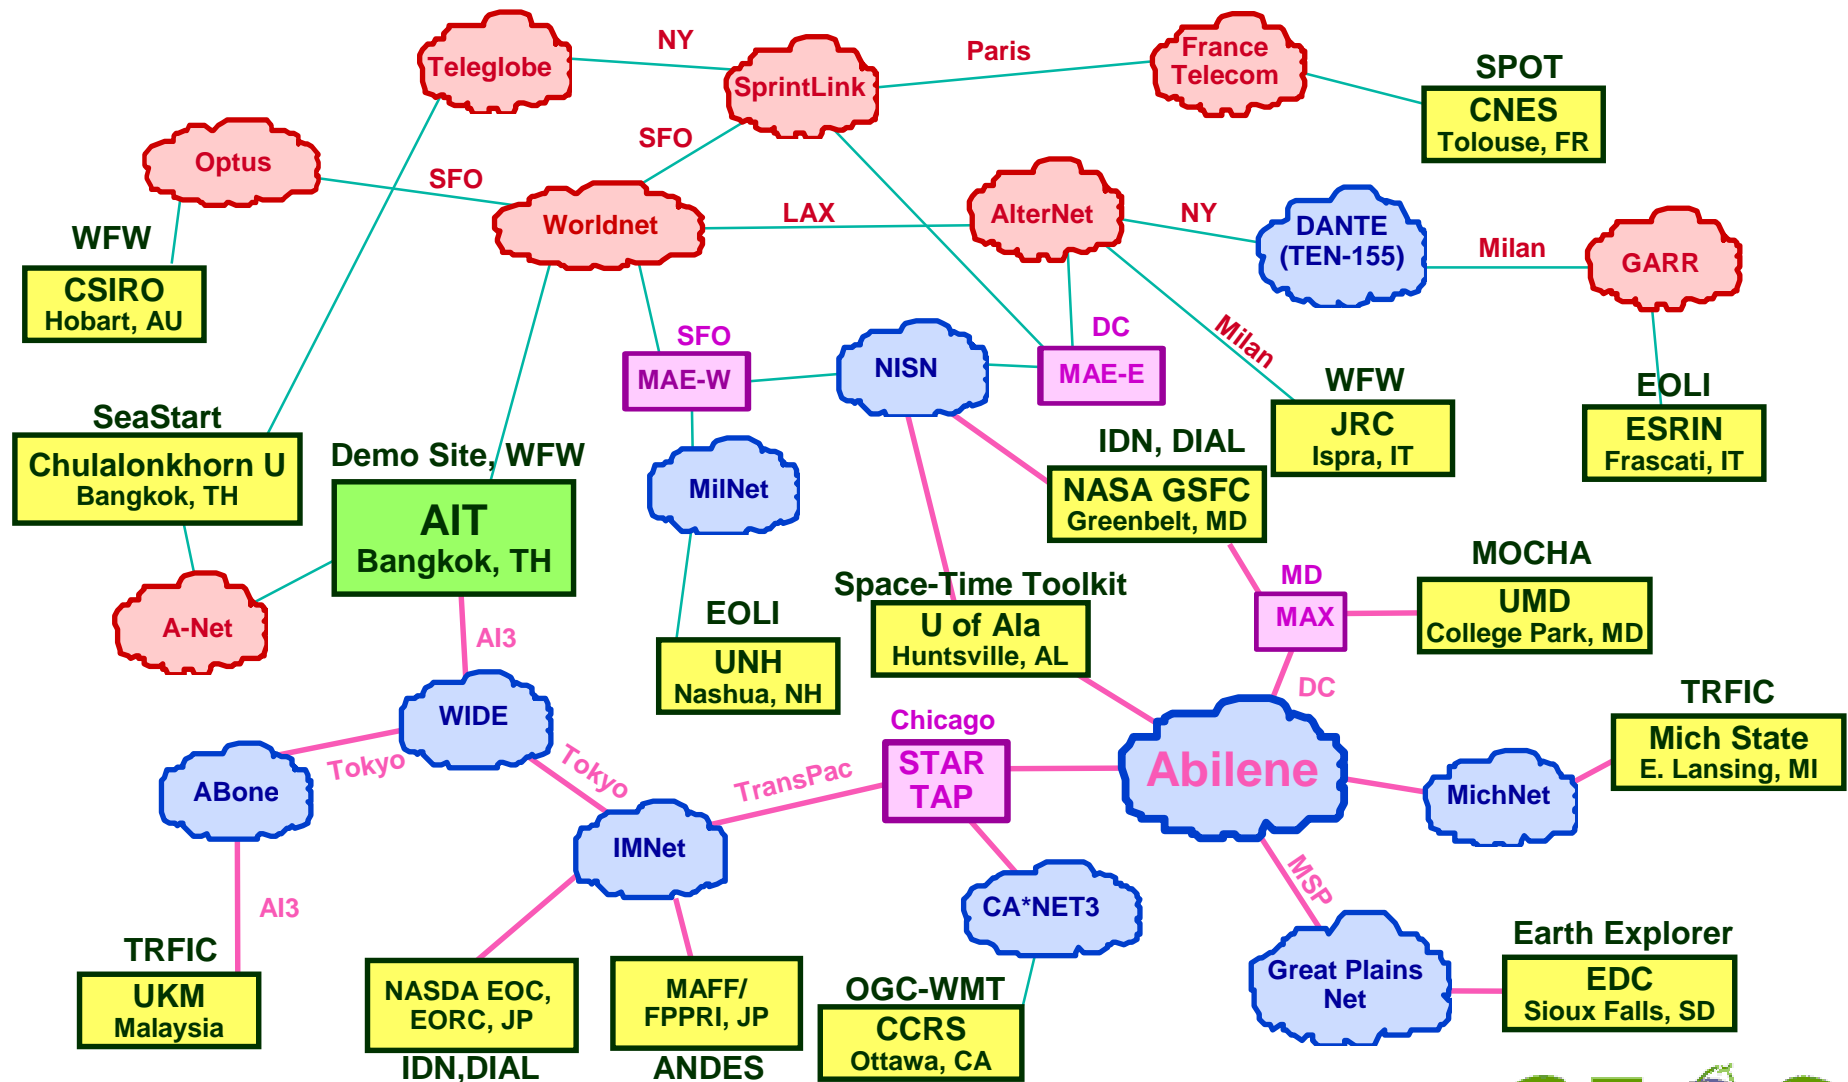 NY
Teleglobe
SprintLink
Paris
France
Telecom
SPOT
CNES
Tolouse, FR
Optus
SFO
SFO
Worldnet
LAX
AlterNet
NY
DANTE
(TEN-155)
Milan
GARR
WFW
CSIRO
Hobart, AU
SFO
MAE-W
NISN
DC
MAE-E
Milan
WFW
JRC
Ispra, IT
EOLI
ESRIN
Frascati, IT
SeaStart
Chulalonkhorn U
Bangkok, TH
Demo Site, WFW
AIT
Bangkok, TH
MilNet
IDN, DIAL
NASA GSFC
Greenbelt, MD
A-Net
AI3
EOLI
UNH
Nashua, NH
Space-Time Toolkit
U of Ala
Huntsville, AL
MD
MAX
MOCHA
UMD
College Park, MD
DC
WIDE
Tokyo
Tokyo
ABone
TransPac
Chicago
STAR
TAP
Abilene
MichNet
TRFIC
Mich State
E. Lansing, MI
IMNet
AI3
CA*NET3
MSP
Great Plains
Net
Earth Explorer
EDC
Sioux Falls, SD
TRFIC
UKM
Malaysia
NASDA EOC,
EORC, JP
IDN,DIAL
MAFF/
FPPRI, JP
ANDES
OGC-WMT
CCRS
Ottawa, CA